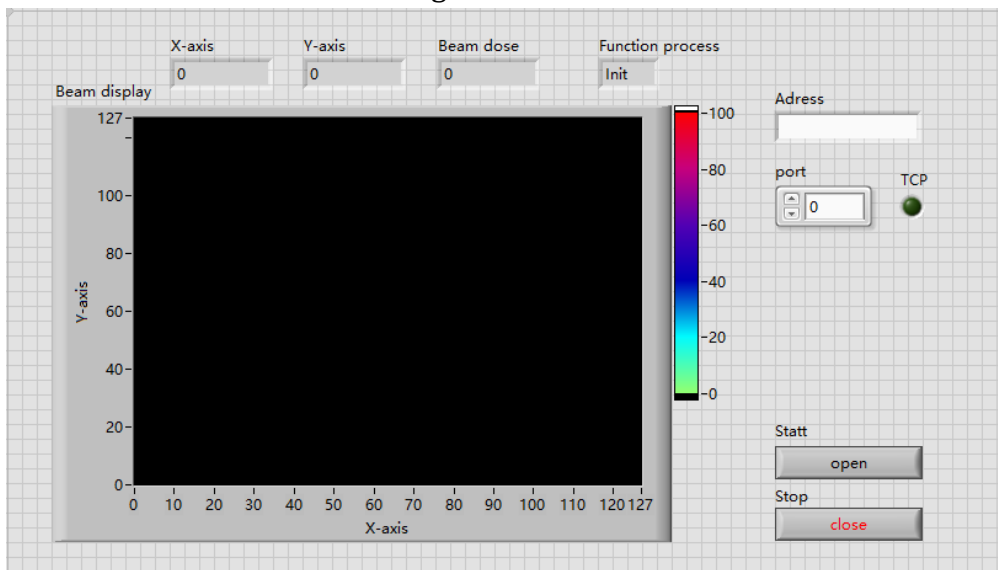 X-axis Y-axis Beam dose Function process
0 0 0 Init
Beam display
127
100
80
60
40
20
0
Y-axis
0 10 20 30 40 50 60 70 80 90 100 110 120 127
X-axis
100
80
60
40
20
0
Adress
port TCP
0
Statt
open
Stop
close